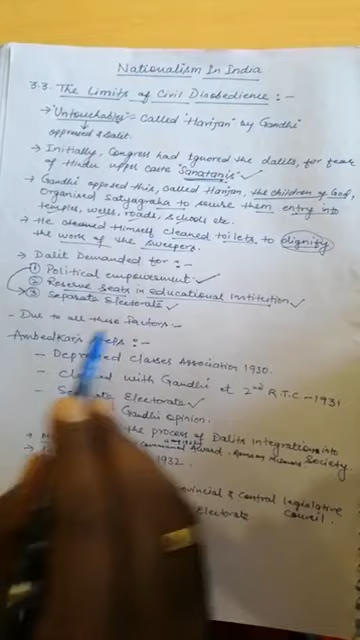 Nationalism In India
3.3. The Limits of Civil Disobedience :-
→ "Untouchables" - called "Harijan" by Gandhi
oppressed & Dalit.
→ Initially, Congress had ignored the dalits, for fear
of Hindu upper caste "Sanatanis"
→ Gandhi opposed this, called Harijan, the children of God,
Organised satyagraha to secure them entry into
temples, wells, roads, schools etc.
→ He cleaned Himself cleaned toilets to dignify
the work of the sweepers.
→ Dalit Demanded for :-
① Political empowerment
② Reserve Seats in educational institution
③ Separate Electorate
- Due to all these factors -
Ambedkar's :-
- Depressed Classes Association 1930.
- with Gandhi at 2nd R.T.C - 1931
- Electorate
Gandhi opinion.
the process of Dalits integrations into
Society.
Award -
1932.
& Central legislative
Council.
Electorate